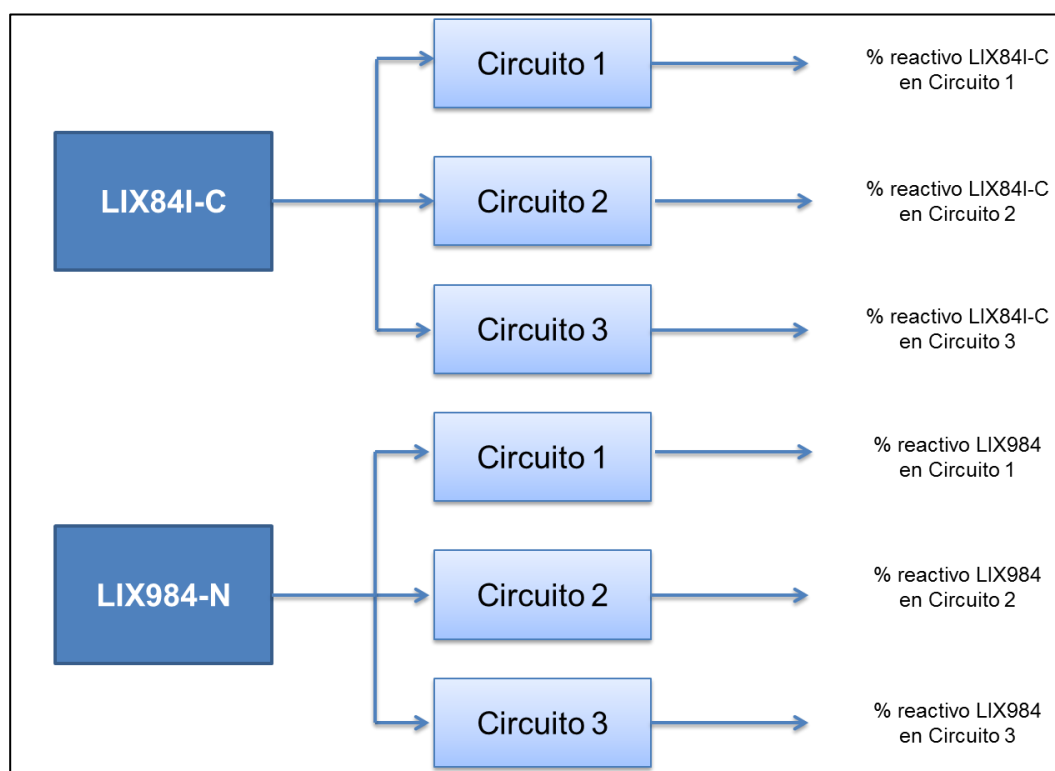 LIX84I-C
Circuito 1
% reactivo LIX84I-C
en Circuito 1
Circuito 2
% reactivo LIX84I-C
en Circuito 2
Circuito 3
% reactivo LIX84I-C
en Circuito 3
LIX984-N
Circuito 1
% reactivo LIX984
en Circuito 1
Circuito 2
% reactivo LIX984
en Circuito 2
Circuito 3
% reactivo LIX984
en Circuito 3